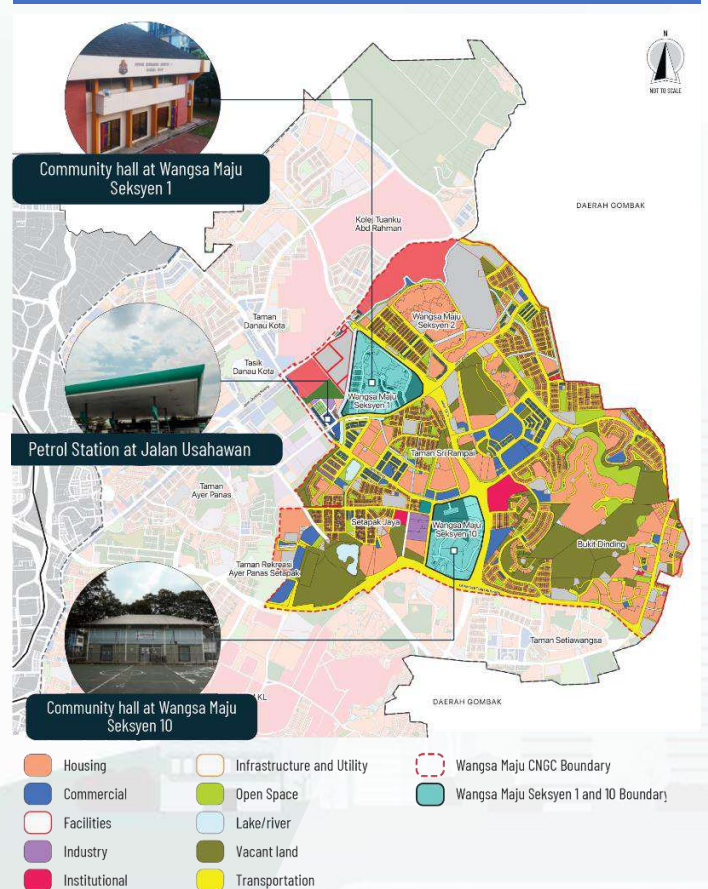 N
NOT TO SCALE
Community hall at Wangsa Maju
Seksyen 1
DAERAH GOMBAK
Kolej Tuanku
Abd Rahman
Taman
Danau Kota
Wangsa Maju
Seksyen 2
Tasik
Danau Kota
Wangsa Maju
Seksyen 1
Petrol Station at Jalan Usahawan
Taman Sri Rampai
Taman
Ayer Panas
Setapak Jaya
Wangsa Maju
Seksyen 10
Bukit Dinding
Taman Rekreasi
Ayer Panas Setapak
Taman Setiawangsa
Community hall at Wangsa Maju
Seksyen 10
KL
DAERAH GOMBAK
Housing
Commercial
Facilities
Industry
Institutional
Infrastructure and Utility
Open Space
Lake/river
Vacant land
Transportation
Wangsa Maju CNGC Boundary
Wangsa Maju Seksyen 1 and 10 Boundary